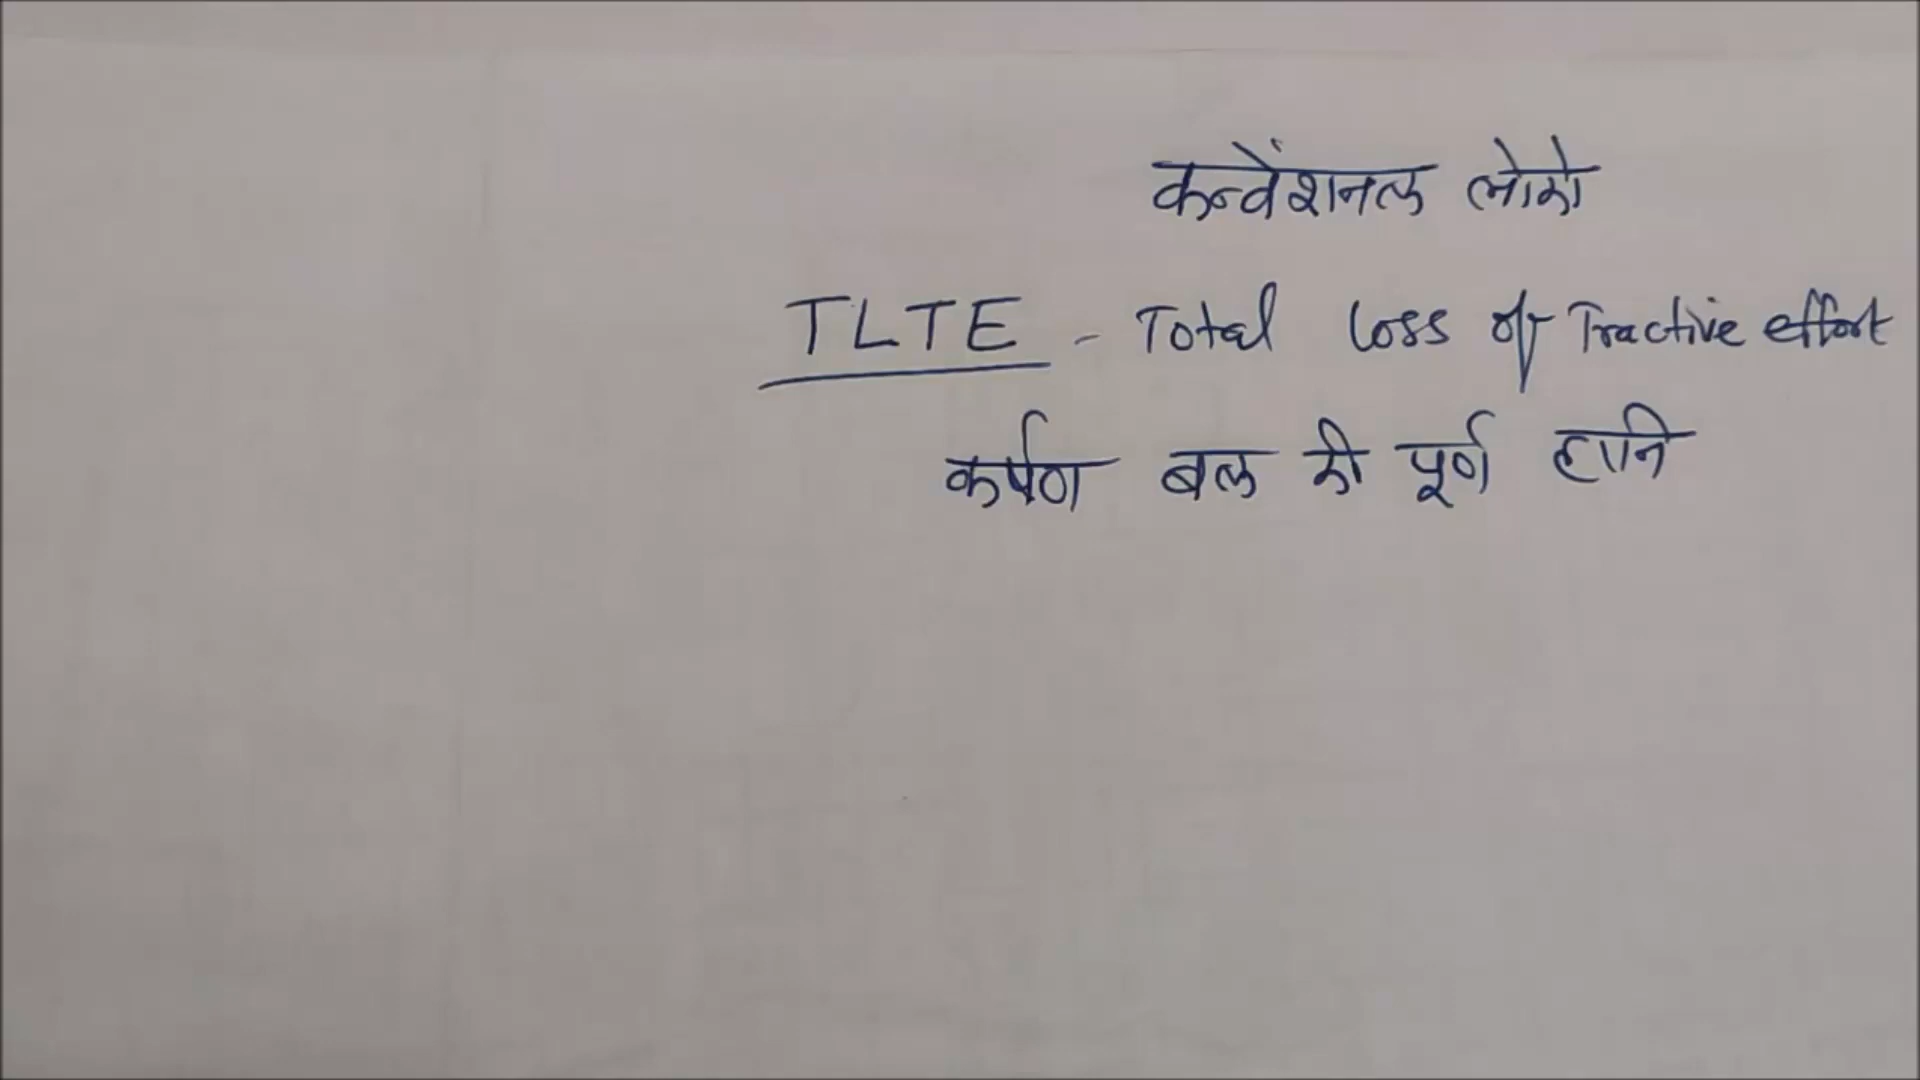 कन्वेंशनल लोको
TLTE - Total loss of Tractive effort
कर्षण बल की पूर्ण हानि